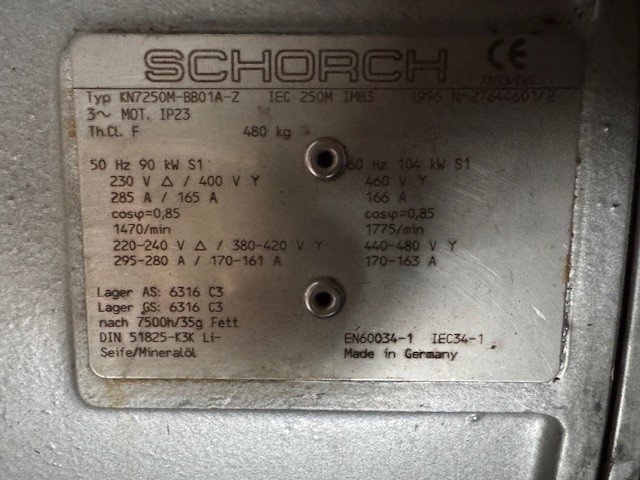 SCHORCH CE
Typ KN7250M-BB01A-Z IEC 250M IMB3 1996 Nr 27644601/2
3~ MOT. IP23
Th.Cl. F 480 kg
50 Hz 90 kW S1 60 Hz 104 kW S1
230 V △ / 400 V Y 460 V Y
285 A / 165 A 166 A
cosφ=0,85 cosφ=0,85
1470/min 1775/min
220-240 V △ / 380-420 V Y 440-480 V Y
295-280 A / 170-161 A 170-163 A
Lager AS: 6316 C3
Lager GS: 6316 C3
nach 7500h/35g Fett
DIN 51825-K3K Li- EN60034-1 IEC34-1
Seife/Mineralöl Made in Germany